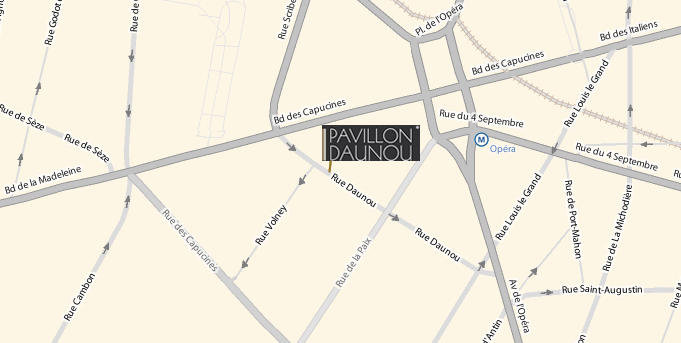 Rue Godot
Rue de
Rue Scribe
Pl. de l'Opéra
Bd des Italiens
Bd des Capucines
Bd des Capucines
Rue Louis le Grand
Rue de Sèze
Rue de Sèze
Rue du 4 Septembre
PAVILLON
DAUNOU
M
Opéra
Rue du 4 Septembre
Ru
Bd de la Madeleine
Rue Daunou
Rue Louis le Grand
Rue de Port-Mahon
Rue de La Michodière
Rue Volney
Rue des Capucines
Rue de la Paix
Rue Daunou
Rue Cambon
Av de l'Opéra
Rue Saint-Augustin
Rue M
d'Antin